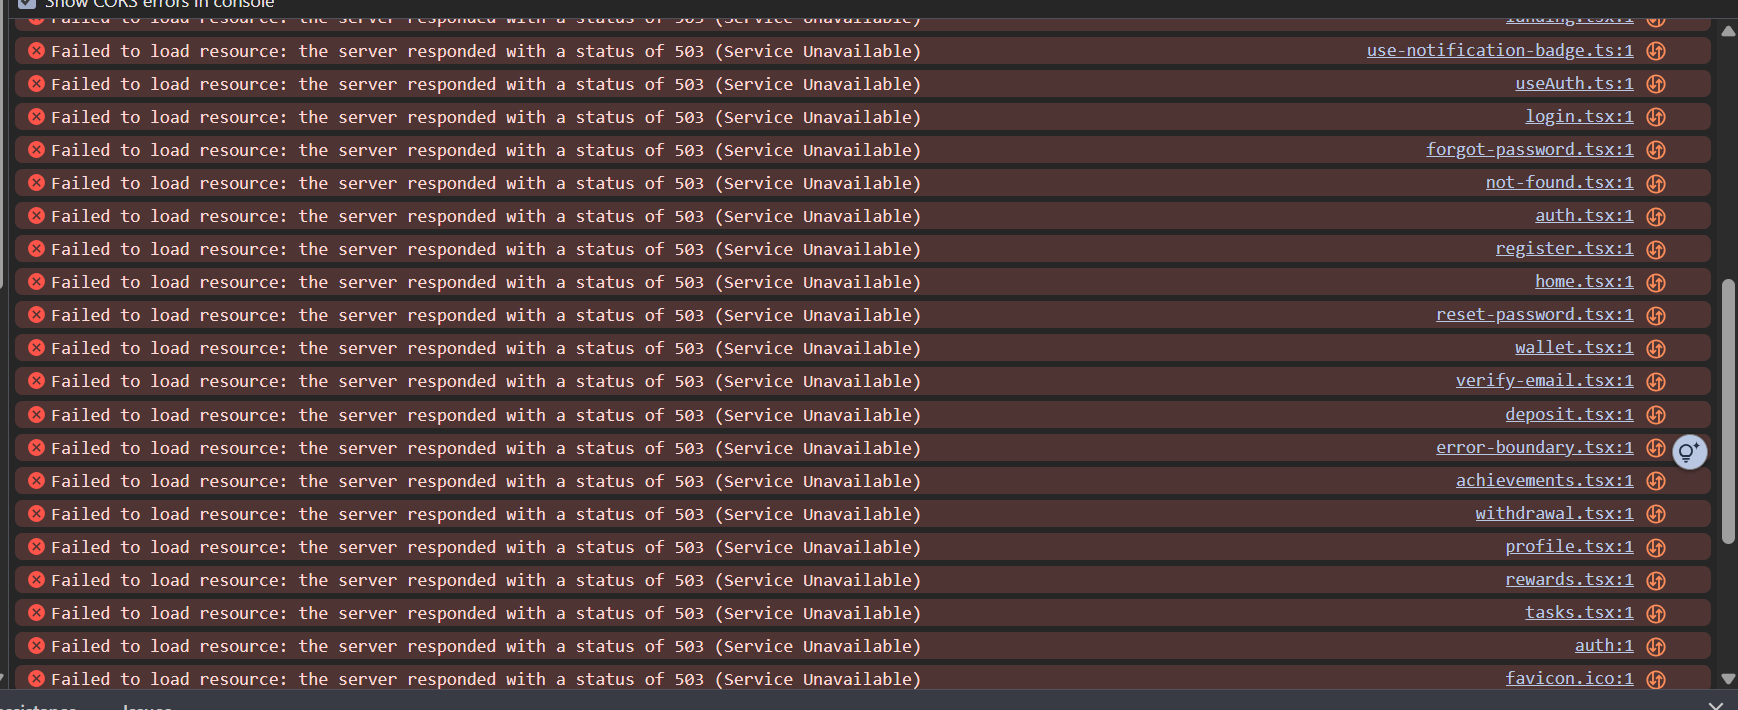 Show CORS errors in console
Failed to load resource: the server responded with a status of 503 (Service Unavailable) landing.tsx:1
Failed to load resource: the server responded with a status of 503 (Service Unavailable) use-notification-badge.ts:1
Failed to load resource: the server responded with a status of 503 (Service Unavailable) useAuth.ts:1
Failed to load resource: the server responded with a status of 503 (Service Unavailable) login.tsx:1
Failed to load resource: the server responded with a status of 503 (Service Unavailable) forgot-password.tsx:1
Failed to load resource: the server responded with a status of 503 (Service Unavailable) not-found.tsx:1
Failed to load resource: the server responded with a status of 503 (Service Unavailable) auth.tsx:1
Failed to load resource: the server responded with a status of 503 (Service Unavailable) register.tsx:1
Failed to load resource: the server responded with a status of 503 (Service Unavailable) home.tsx:1
Failed to load resource: the server responded with a status of 503 (Service Unavailable) reset-password.tsx:1
Failed to load resource: the server responded with a status of 503 (Service Unavailable) wallet.tsx:1
Failed to load resource: the server responded with a status of 503 (Service Unavailable) verify-email.tsx:1
Failed to load resource: the server responded with a status of 503 (Service Unavailable) deposit.tsx:1
Failed to load resource: the server responded with a status of 503 (Service Unavailable) error-boundary.tsx:1
Failed to load resource: the server responded with a status of 503 (Service Unavailable) achievements.tsx:1
Failed to load resource: the server responded with a status of 503 (Service Unavailable) withdrawal.tsx:1
Failed to load resource: the server responded with a status of 503 (Service Unavailable) profile.tsx:1
Failed to load resource: the server responded with a status of 503 (Service Unavailable) rewards.tsx:1
Failed to load resource: the server responded with a status of 503 (Service Unavailable) tasks.tsx:1
Failed to load resource: the server responded with a status of 503 (Service Unavailable) auth:1
Failed to load resource: the server responded with a status of 503 (Service Unavailable) favicon.ico:1